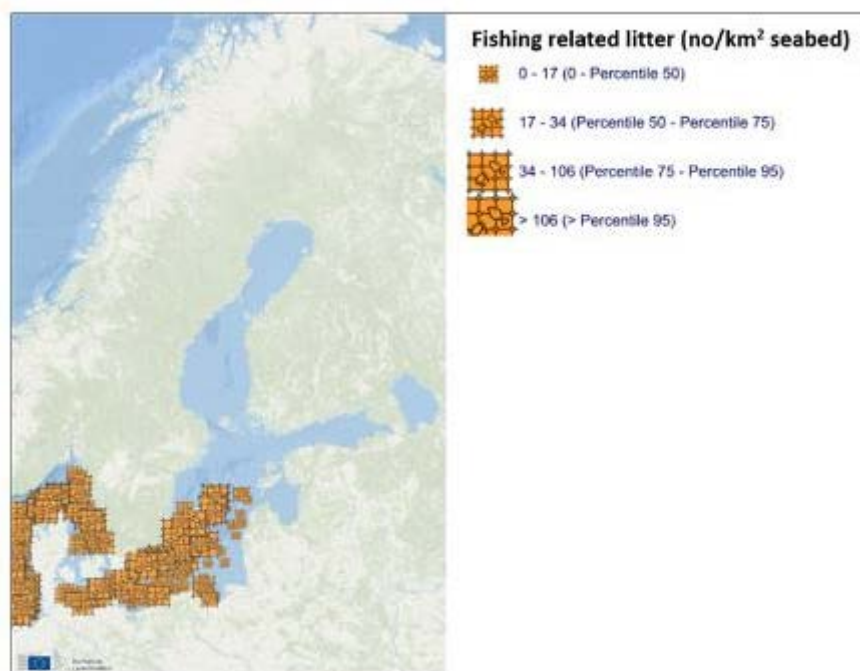 Fishing related litter (no/km² seabed)
0 - 17 (0 - Percentile 50)
17 - 34 (Percentile 50 - Percentile 75)
34 - 106 (Percentile 75 - Percentile 95)
> 106 (> Percentile 95)